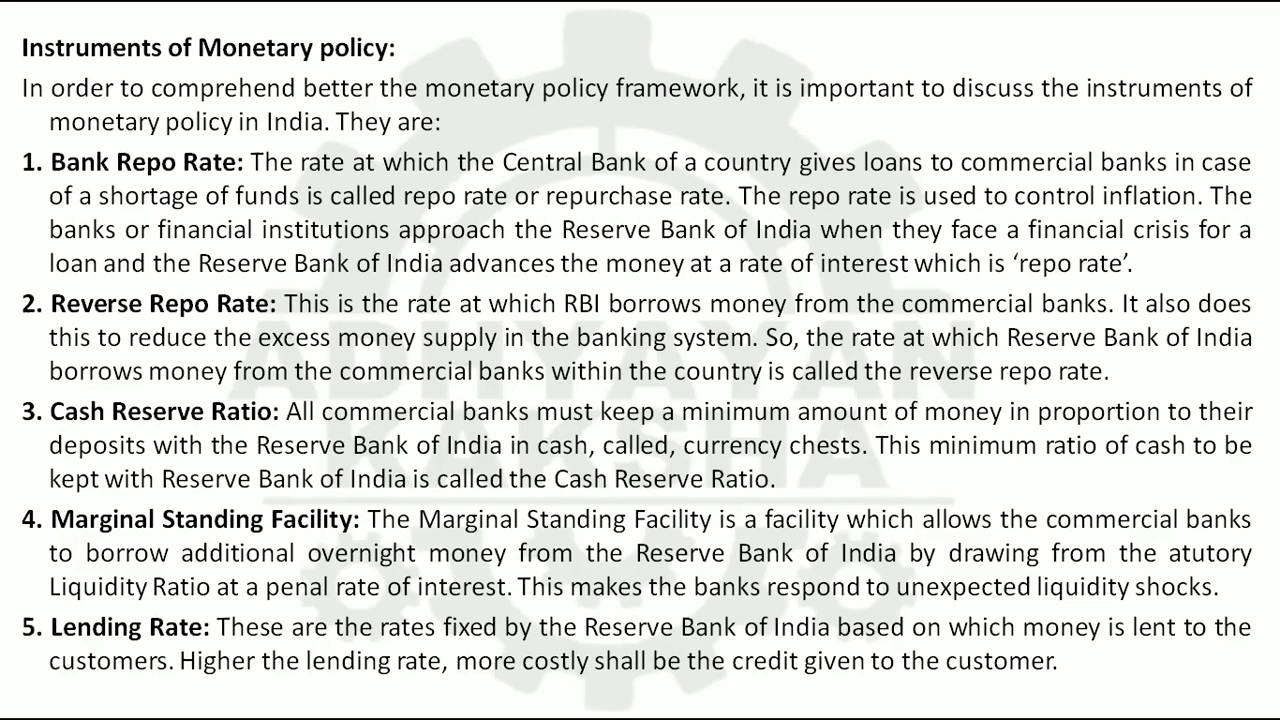 Instruments of Monetary policy:
In order to comprehend better the monetary policy framework, it is important to discuss the instruments of
monetary policy in India. They are:
1. Bank Repo Rate: The rate at which the Central Bank of a country gives loans to commercial banks in case
of a shortage of funds is called repo rate or repurchase rate. The repo rate is used to control inflation. The
banks or financial institutions approach the Reserve Bank of India when they face a financial crisis for a
loan and the Reserve Bank of India advances the money at a rate of interest which is ‘repo rate’.
2. Reverse Repo Rate: This is the rate at which RBI borrows money from the commercial banks. It also does
this to reduce the excess money supply in the banking system. So, the rate at which Reserve Bank of India
borrows money from the commercial banks within the country is called the reverse repo rate.
3. Cash Reserve Ratio: All commercial banks must keep a minimum amount of money in proportion to their
deposits with the Reserve Bank of India in cash, called, currency chests. This minimum ratio of cash to be
kept with Reserve Bank of India is called the Cash Reserve Ratio.
4. Marginal Standing Facility: The Marginal Standing Facility is a facility which allows the commercial banks
to borrow additional overnight money from the Reserve Bank of India by drawing from the atutory
Liquidity Ratio at a penal rate of interest. This makes the banks respond to unexpected liquidity shocks.
5. Lending Rate: These are the rates fixed by the Reserve Bank of India based on which money is lent to the
customers. Higher the lending rate, more costly shall be the credit given to the customer.
ADHYAYAN
KAKSHA